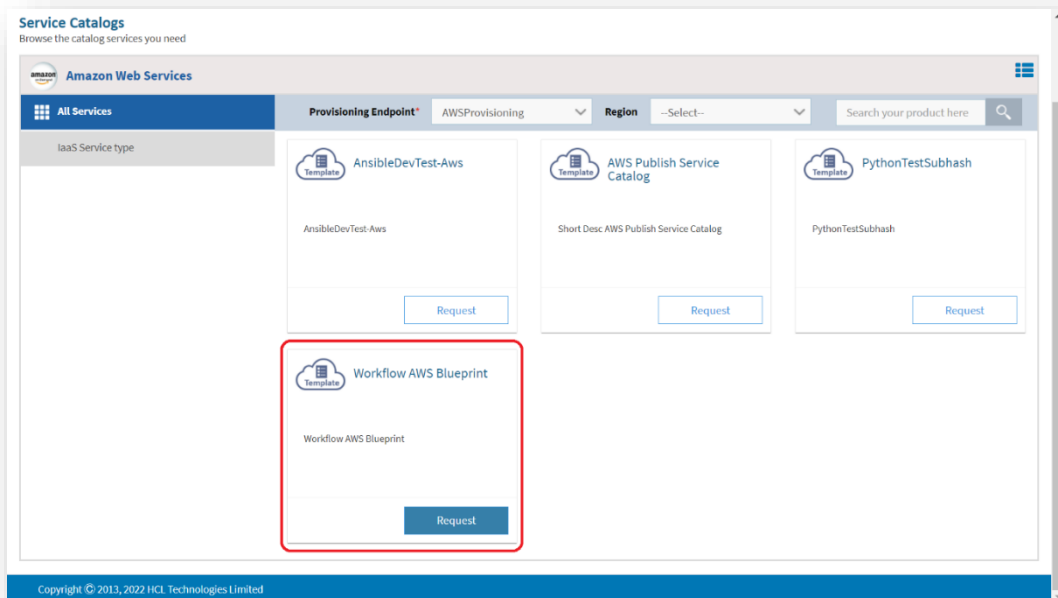 Service Catalogs
Browse the catalog services you need
amazon
Amazon Web Services
All Services
Provisioning Endpoint*
AWSProvisioning
Region
--Select--
Search your product here
IaaS Service type
Template
AnsibleDevTest-Aws
AnsibleDevTest-Aws
Request
Template
AWS Publish Service
Catalog
Short Desc AWS Publish Service Catalog
Request
Template
PythonTestSubhash
PythonTestSubhash
Request
Template
Workflow AWS Blueprint
Workflow AWS Blueprint
Request
Copyright © 2013, 2022 HCL Technologies Limited